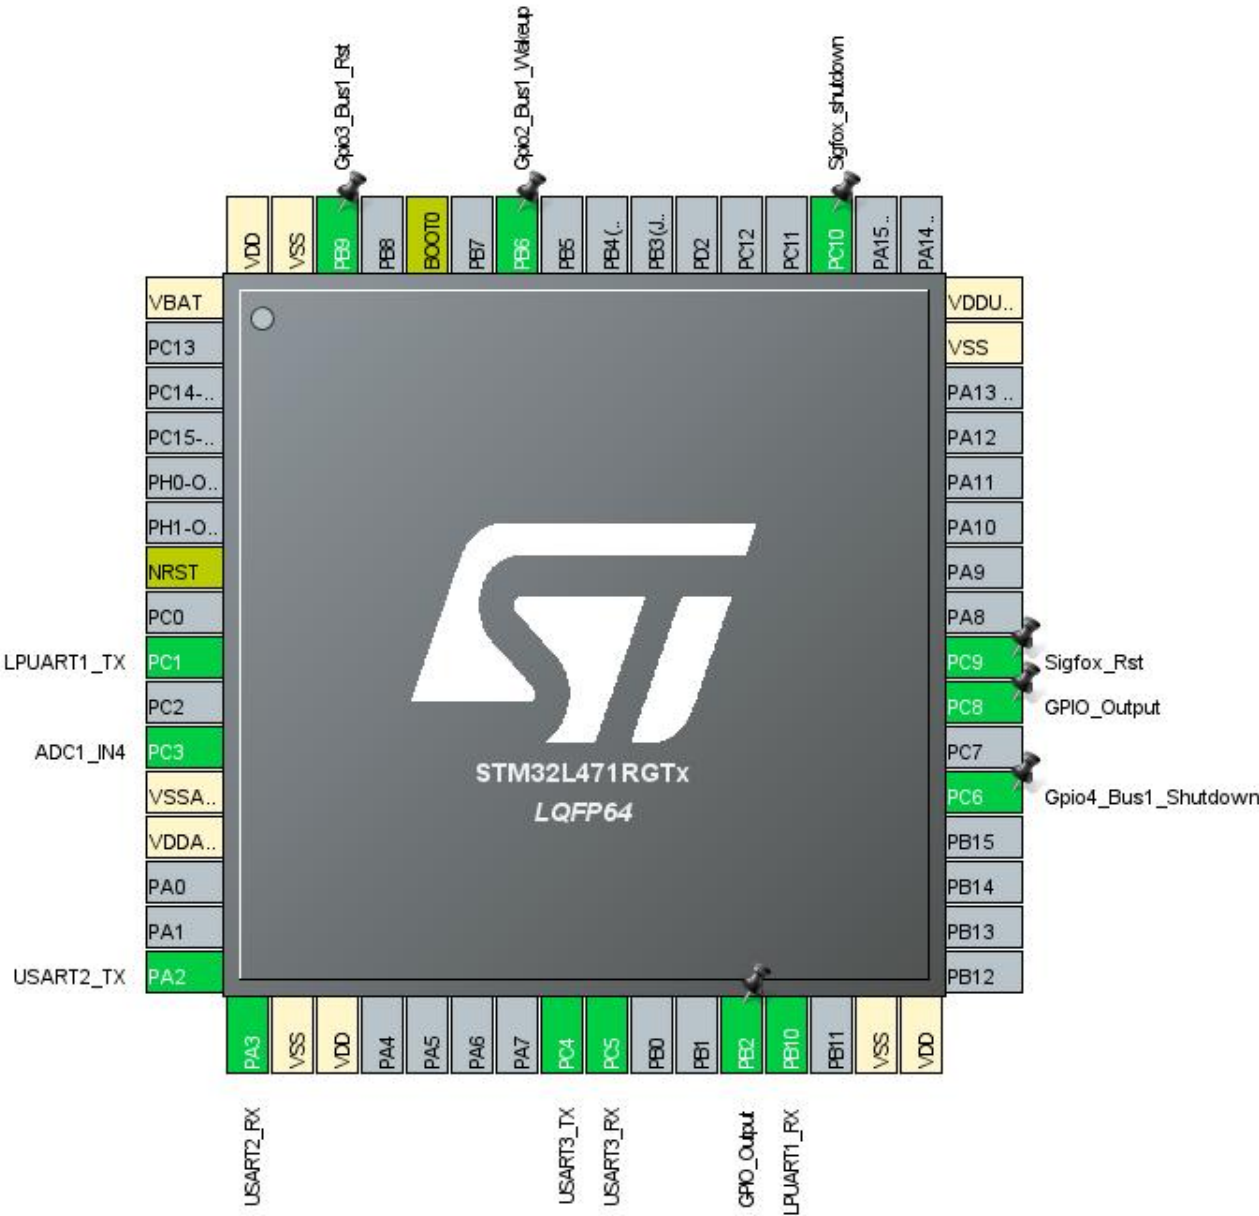 Gpio3_Bus1_Rst
Gpio2_Bus1_Wakeup
Sigfox_shutdown
VDD
VSS
PB9
PB8
BOOT0
PB7
PB6
PB5
PB4(..
PB3(J..
PD2
PC12
PC11
PC10
PA15..
PA14..
VBAT
PC13
PC14-..
PC15-..
PH0-O..
PH1-O..
NRST
PC0
LPUART1_TX PC1
PC2
ADC1_IN4 PC3
VSSA..
VDDA..
PA0
PA1
USART2_TX PA2
VDDU..
VSS
PA13 ..
PA12
PA11
PA10
PA9
PA8
PC9 Sigfox_Rst
PC8 GPIO_Output
PC7
PC6 Gpio4_Bus1_Shutdown
PB15
PB14
PB13
PB12
ST
STM32L471RGTx
LQFP64
PA3
VSS
VDD
PA4
PA5
PA6
PA7
PC4
PC5
PB0
PB1
PB2
PB10
PB11
VSS
VDD
USART2_RX
USART3_TX
USART3_RX
GPIO_Output
LPUART1_RX